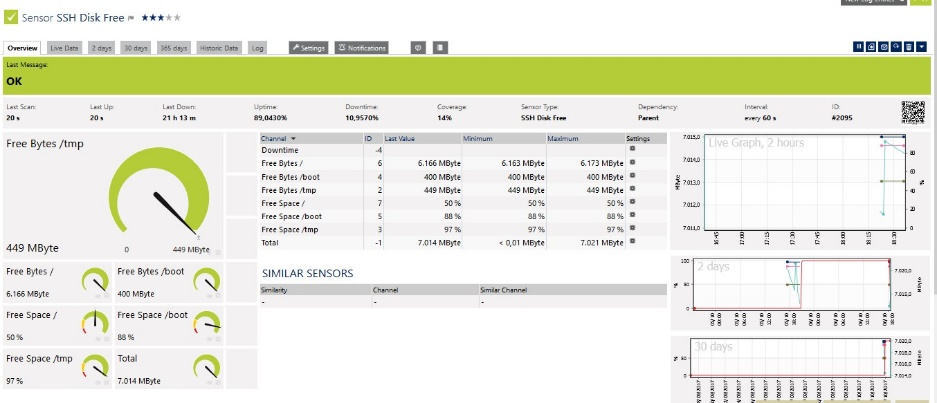 Sensor SSH Disk Free
Overview Live Data 2 days 30 days 365 days Historic Data Log Settings Notifications
Last Message:
OK
Last Scan: Last Up: Last Down: Uptime: Downtime: Coverage: Sensor Type: Dependency: Interval: ID:
20 s 20 s 21 h 13 m 89,0430% 10,9570% 14% SSH Disk Free Parent every 60 s #2095
Free Bytes /tmp
449 MByte
0 449 MByte
Free Bytes /
6.166 MByte
Free Bytes /boot
400 MByte
Free Space /
50 %
Free Space /boot
88 %
Free Space /tmp
97 %
Total
7.014 MByte
Channel ID Last Value Minimum Maximum Settings
Downtime -4
Free Bytes / 6 6.166 MByte 6.163 MByte 6.173 MByte
Free Bytes /boot 4 400 MByte 400 MByte 400 MByte
Free Bytes /tmp 2 449 MByte 449 MByte 449 MByte
Free Space / 7 50 % 50 % 50 %
Free Space /boot 5 88 % 88 % 88 %
Free Space /tmp 3 97 % 97 % 97 %
Total -1 7.014 MByte < 0,01 MByte 7.021 MByte
SIMILAR SENSORS
Similarity Channel Similar Channel
- - -
Live Graph, 2 hours
7.015,0
7.014,0
7.013,0
7.012,0
7.011,0
MByte
80
60
40
20
0
%
16:45 17:00 17:15 17:30 17:45 18:00 18:15 18:30
2 days
100
0
%
7.020,0
7.015,0
MByte
30 days
0
%
7.020,0
7.018,0
7.016,0
7.014,0
MByte